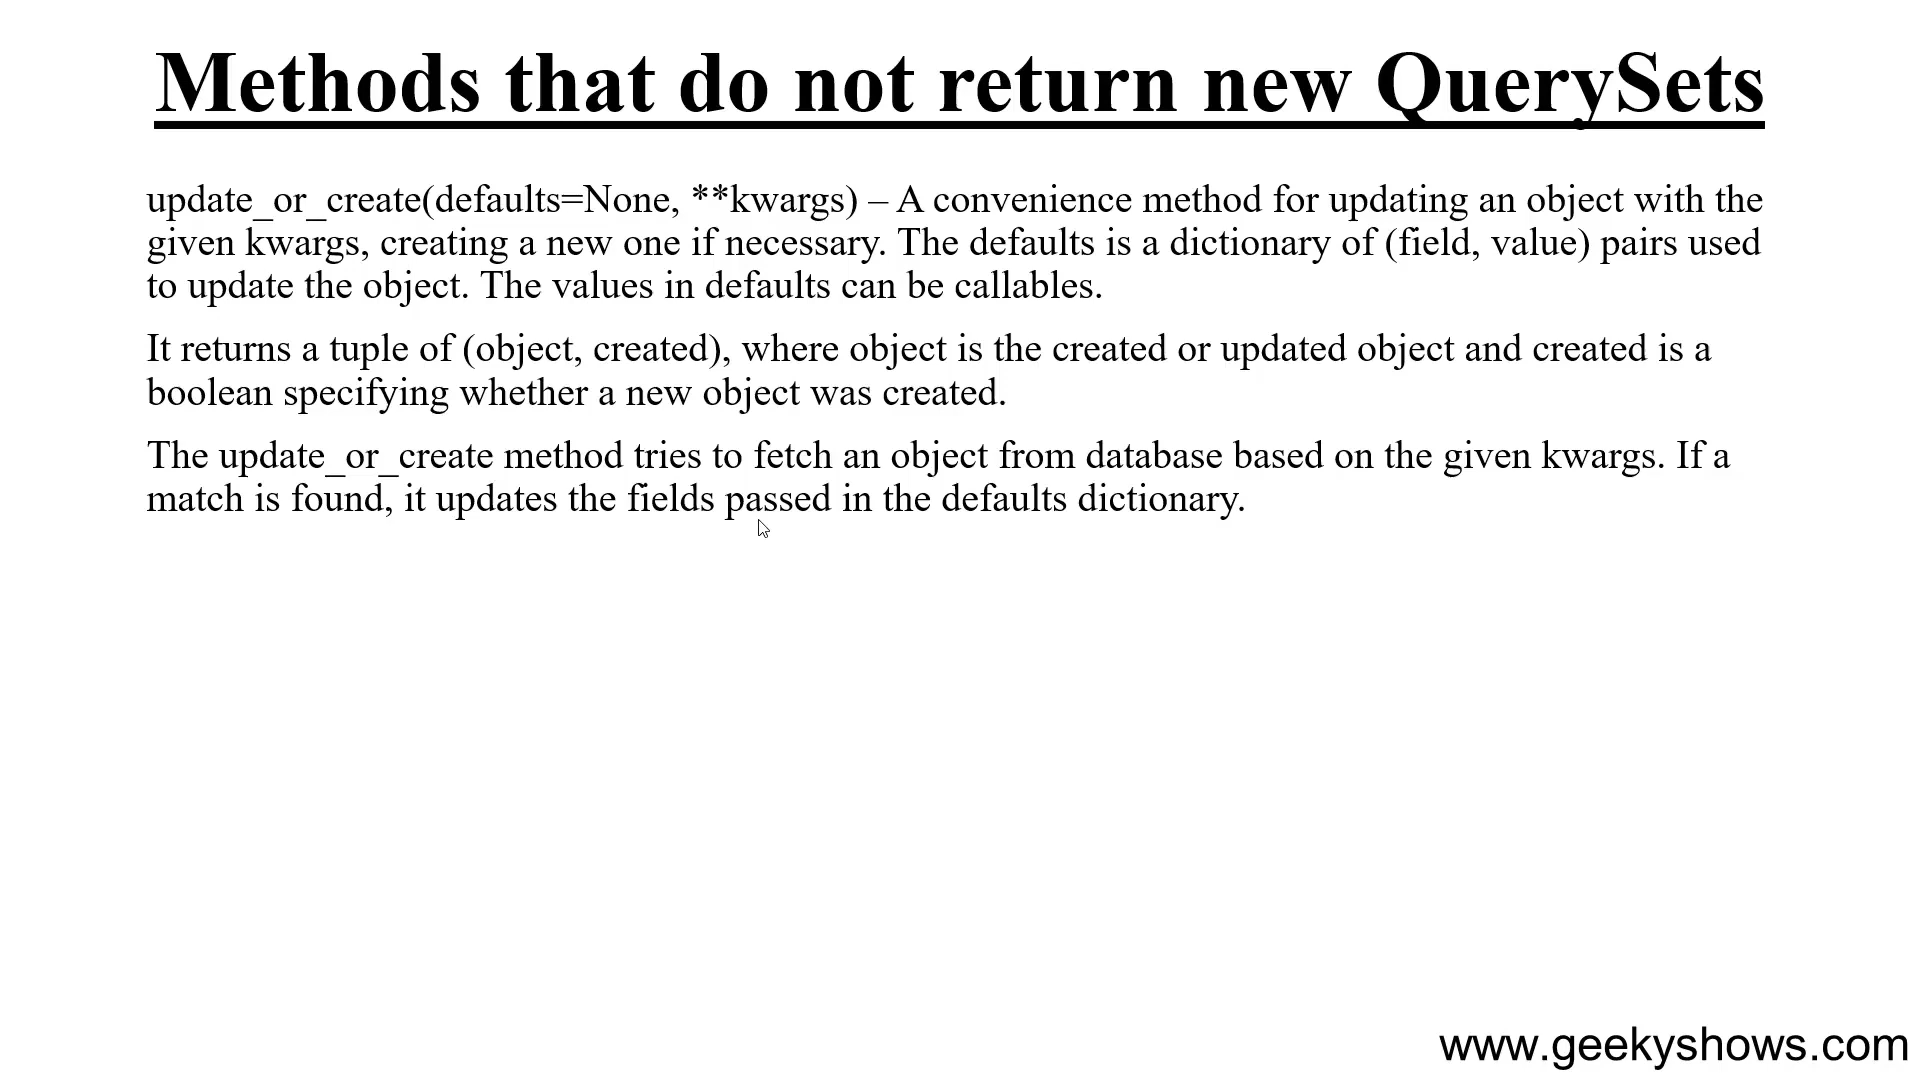 Methods that do not return new QuerySets
update_or_create(defaults=None, **kwargs) – A convenience method for updating an object with the
given kwargs, creating a new one if necessary. The defaults is a dictionary of (field, value) pairs used
to update the object. The values in defaults can be callables.
It returns a tuple of (object, created), where object is the created or updated object and created is a
boolean specifying whether a new object was created.
The update_or_create method tries to fetch an object from database based on the given kwargs. If a
match is found, it updates the fields passed in the defaults dictionary.
www.geekyshows.com